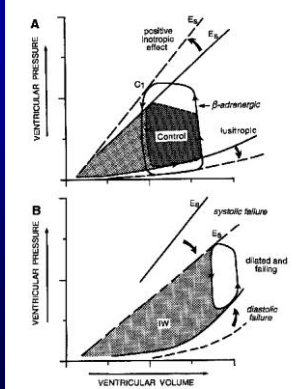 A
Es
positive
inotropic
effect
Es
C1
β-adrenergic
Control
lusitropic
VENTRICULAR PRESSURE
B
Es
systolic failure
Es
dilated and
failing
IW
diastolic
failure
VENTRICULAR PRESSURE
VENTRICULAR VOLUME